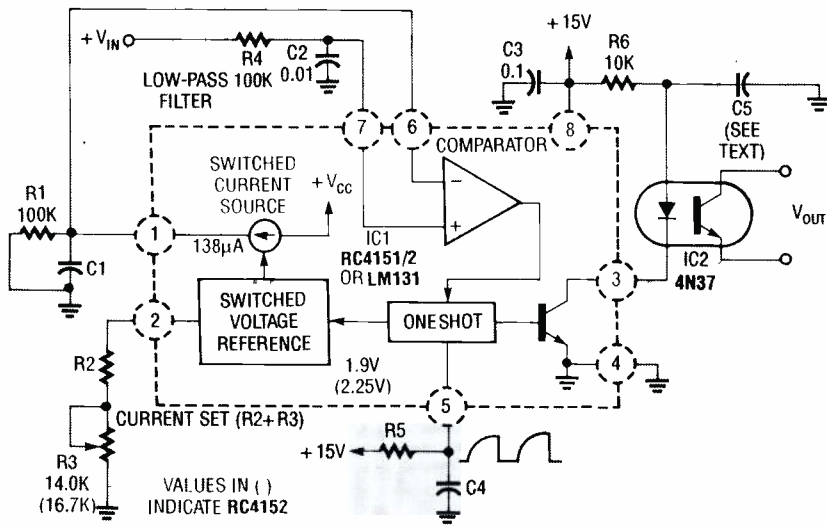 + V_IN
R4
100K
LOW-PASS
FILTER
C2
0.01
C3
0.1
+ 15V
R6
10K
C5
(SEE
TEXT)
7
6
8
COMPARATOR
SWITCHED
CURRENT
SOURCE
+ V_CC
−
+
V_OUT
R1
100K
1
138µA
IC1
RC4151/2
OR LM131
IC2
4N37
C1
3
2
SWITCHED
VOLTAGE
REFERENCE
ONESHOT
R2
1.9V
(2.25V)
4
5
CURRENT SET (R2+R3)
+ 15V
R5
R3
14.0K
(16.7K)
VALUES IN ( )
INDICATE RC4152
C4